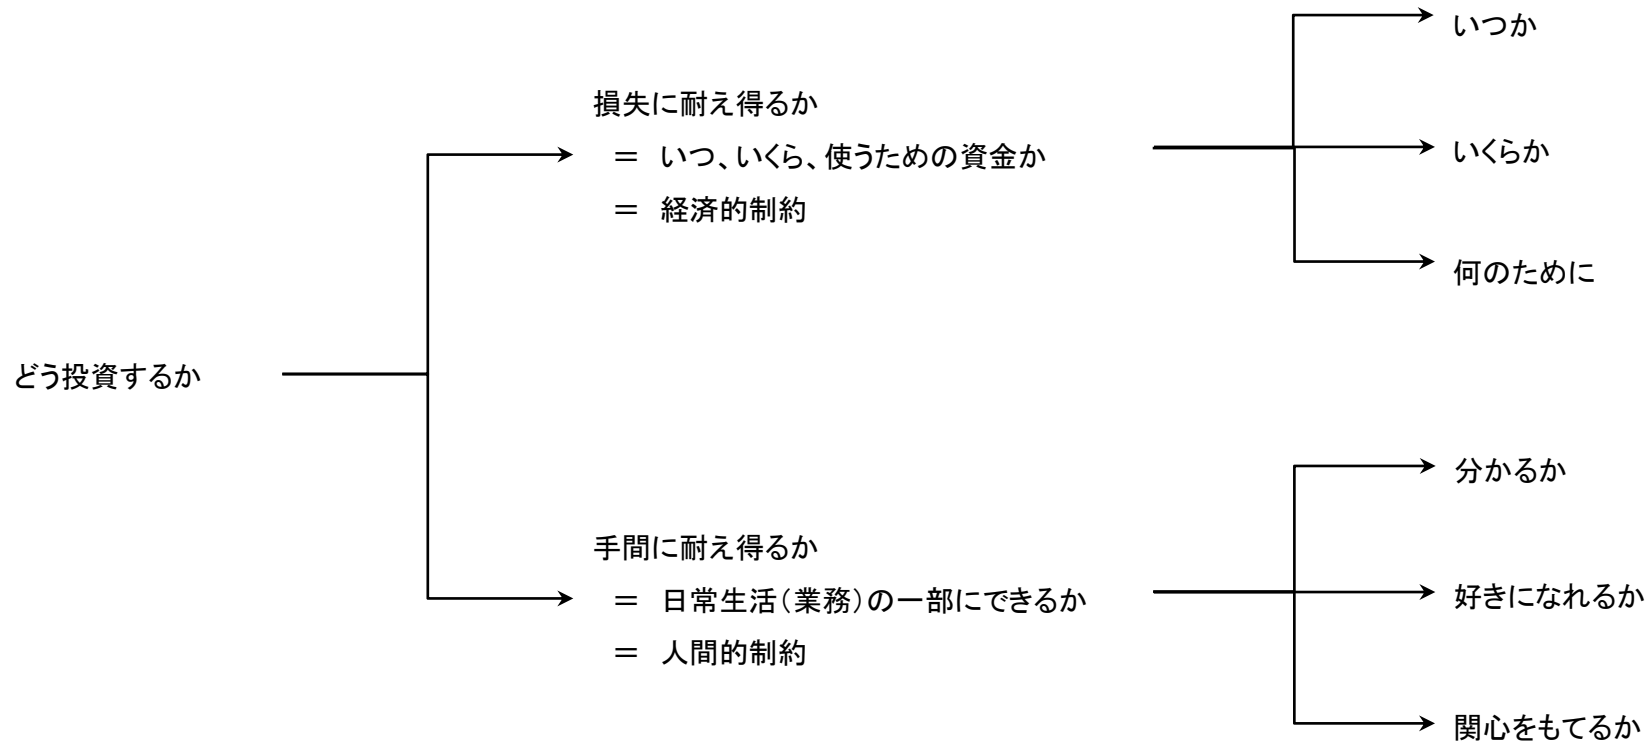 どう投資するか
損失に耐え得るか
＝ いつ、いくら、使うための資金か
＝ 経済的制約
いつか
いくらか
何のために
手間に耐え得るか
＝ 日常生活（業務）の一部にできるか
＝ 人間的制約
分かるか
好きになれるか
関心をもてるか